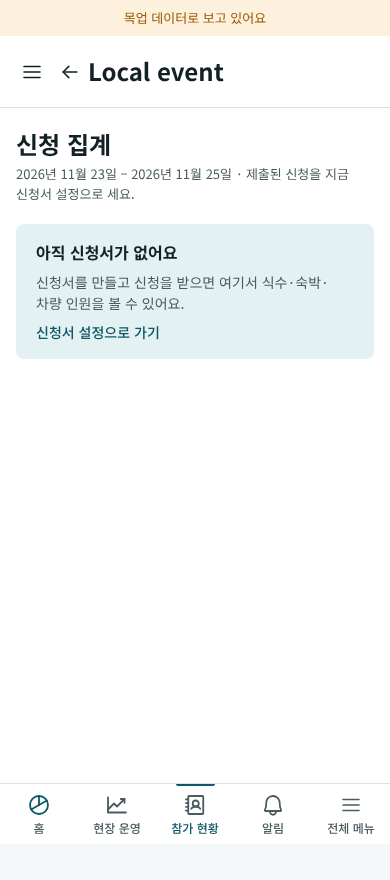 목업 데이터로 보고 있어요
Local event
신청 집계
2026년 11월 23일 – 2026년 11월 25일 · 제출된 신청을 지금
신청서 설정으로 세요.
아직 신청서가 없어요
신청서를 만들고 신청을 받으면 여기서 식수·숙박·
차량 인원을 볼 수 있어요.
신청서 설정으로 가기
홈
현장 운영
참가 현황
알림
전체 메뉴